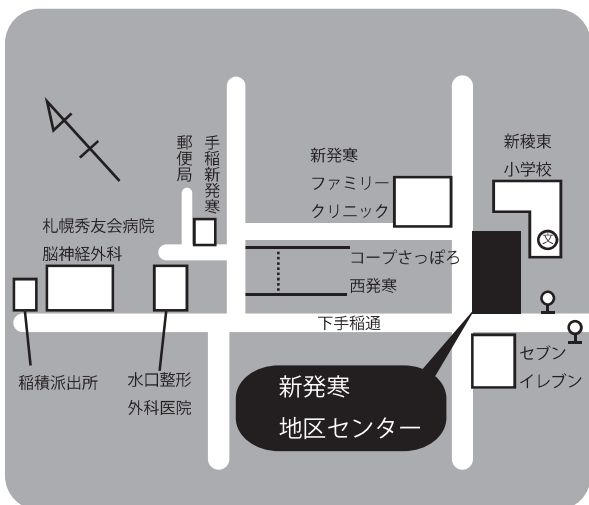 新稜東
小学校
文
手稲新発寒
郵便局
新発寒
ファミリー
クリニック
札幌秀友会病院
脳神経外科
コープさっぽろ
西発寒
下手稲通
セブン
イレブン
稲積派出所
水口整形
外科医院
新発寒
地区センター